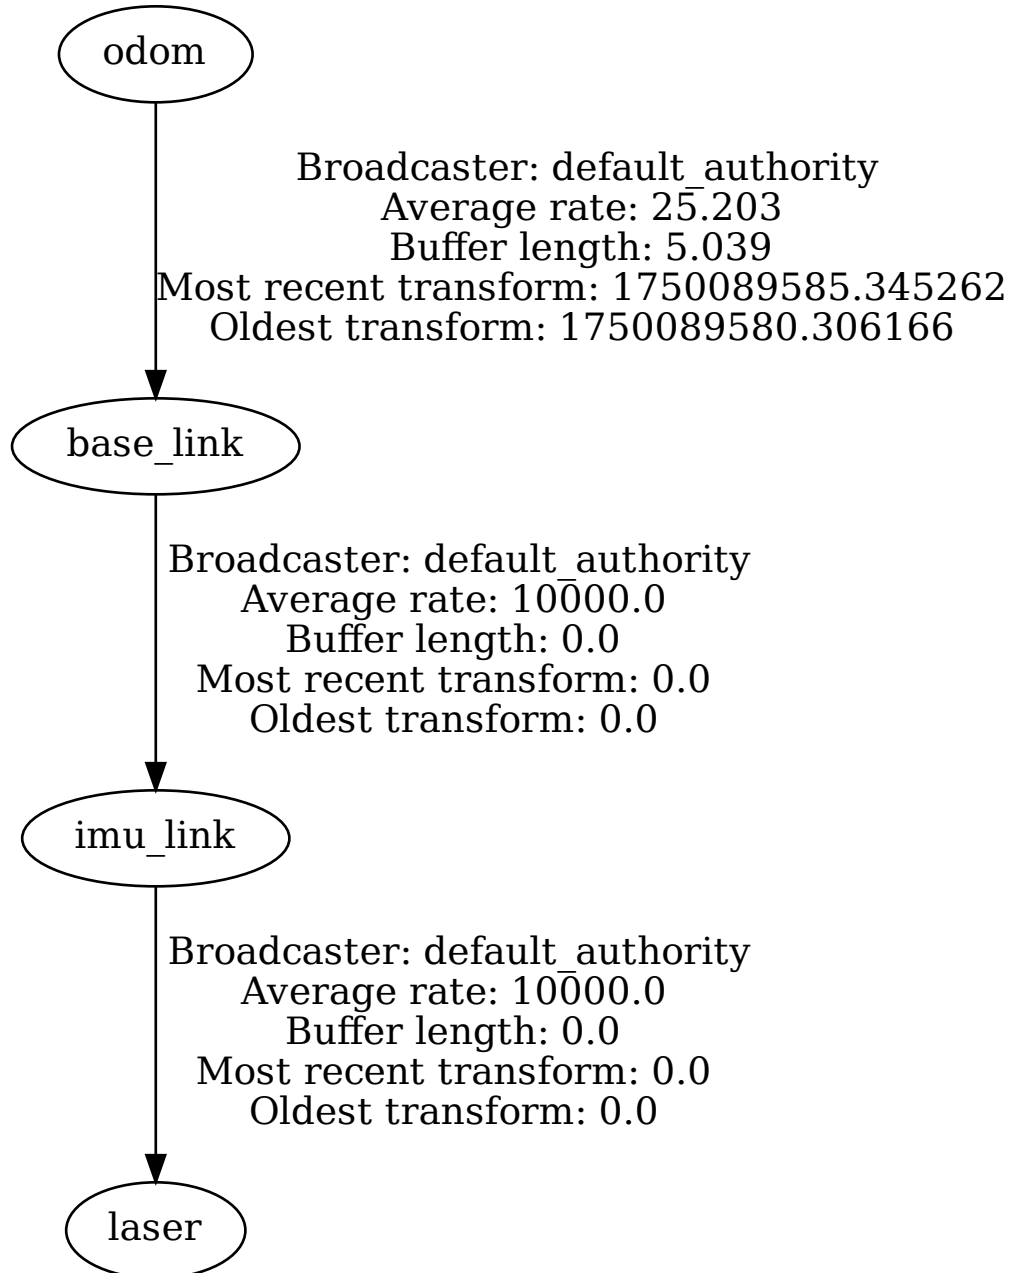 odom
Broadcaster: default_authority
Average rate: 25.203
Buffer length: 5.039
Most recent transform: 1750089585.345262
Oldest transform: 1750089580.306166
base_link
Broadcaster: default_authority
Average rate: 10000.0
Buffer length: 0.0
Most recent transform: 0.0
Oldest transform: 0.0
imu_link
Broadcaster: default_authority
Average rate: 10000.0
Buffer length: 0.0
Most recent transform: 0.0
Oldest transform: 0.0
laser